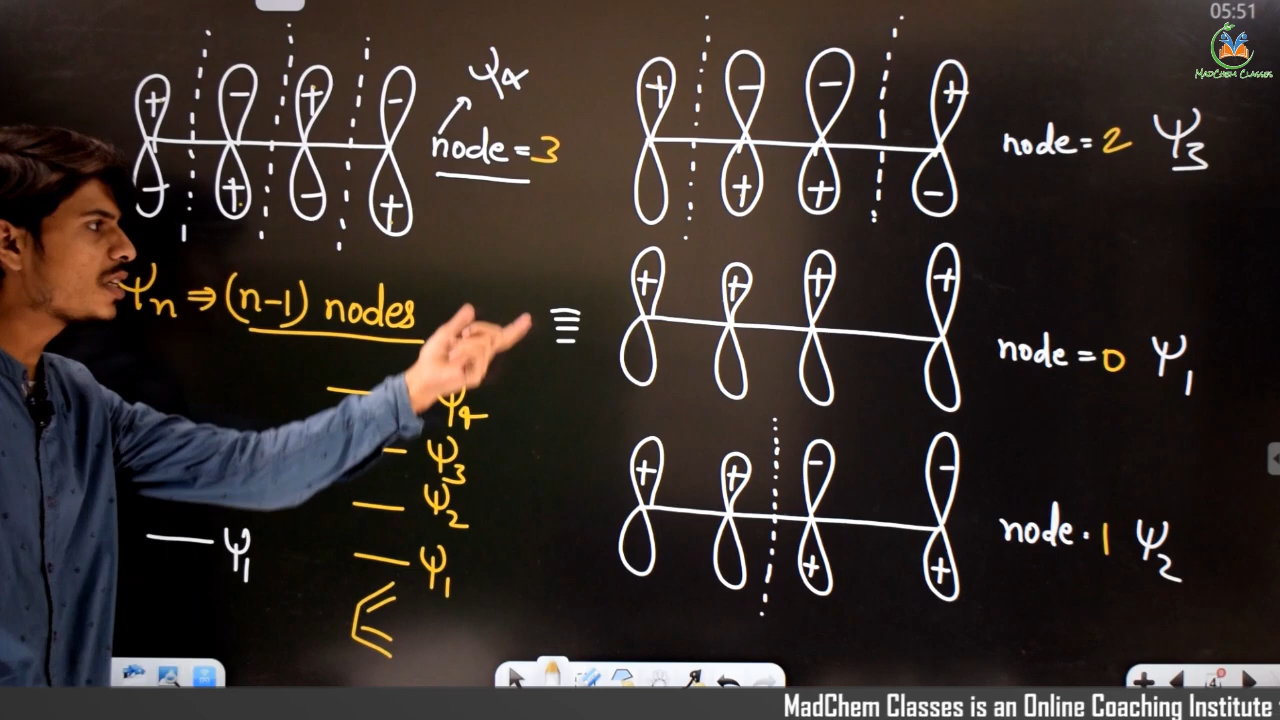 05:51
MADCHEM CLASSES
+ - + -
ψ4
node = 3
- + - +
+ - - +
node = 2 ψ3
+ + -
ψn ⇒ (n-1) nodes
+ + + +
node = 0 ψ1
ψ4
ψ3
ψ2
ψ1
ψ1
+ + - -
node = 1 ψ2
+ +
MadChem Classes is an Online Coaching Institute